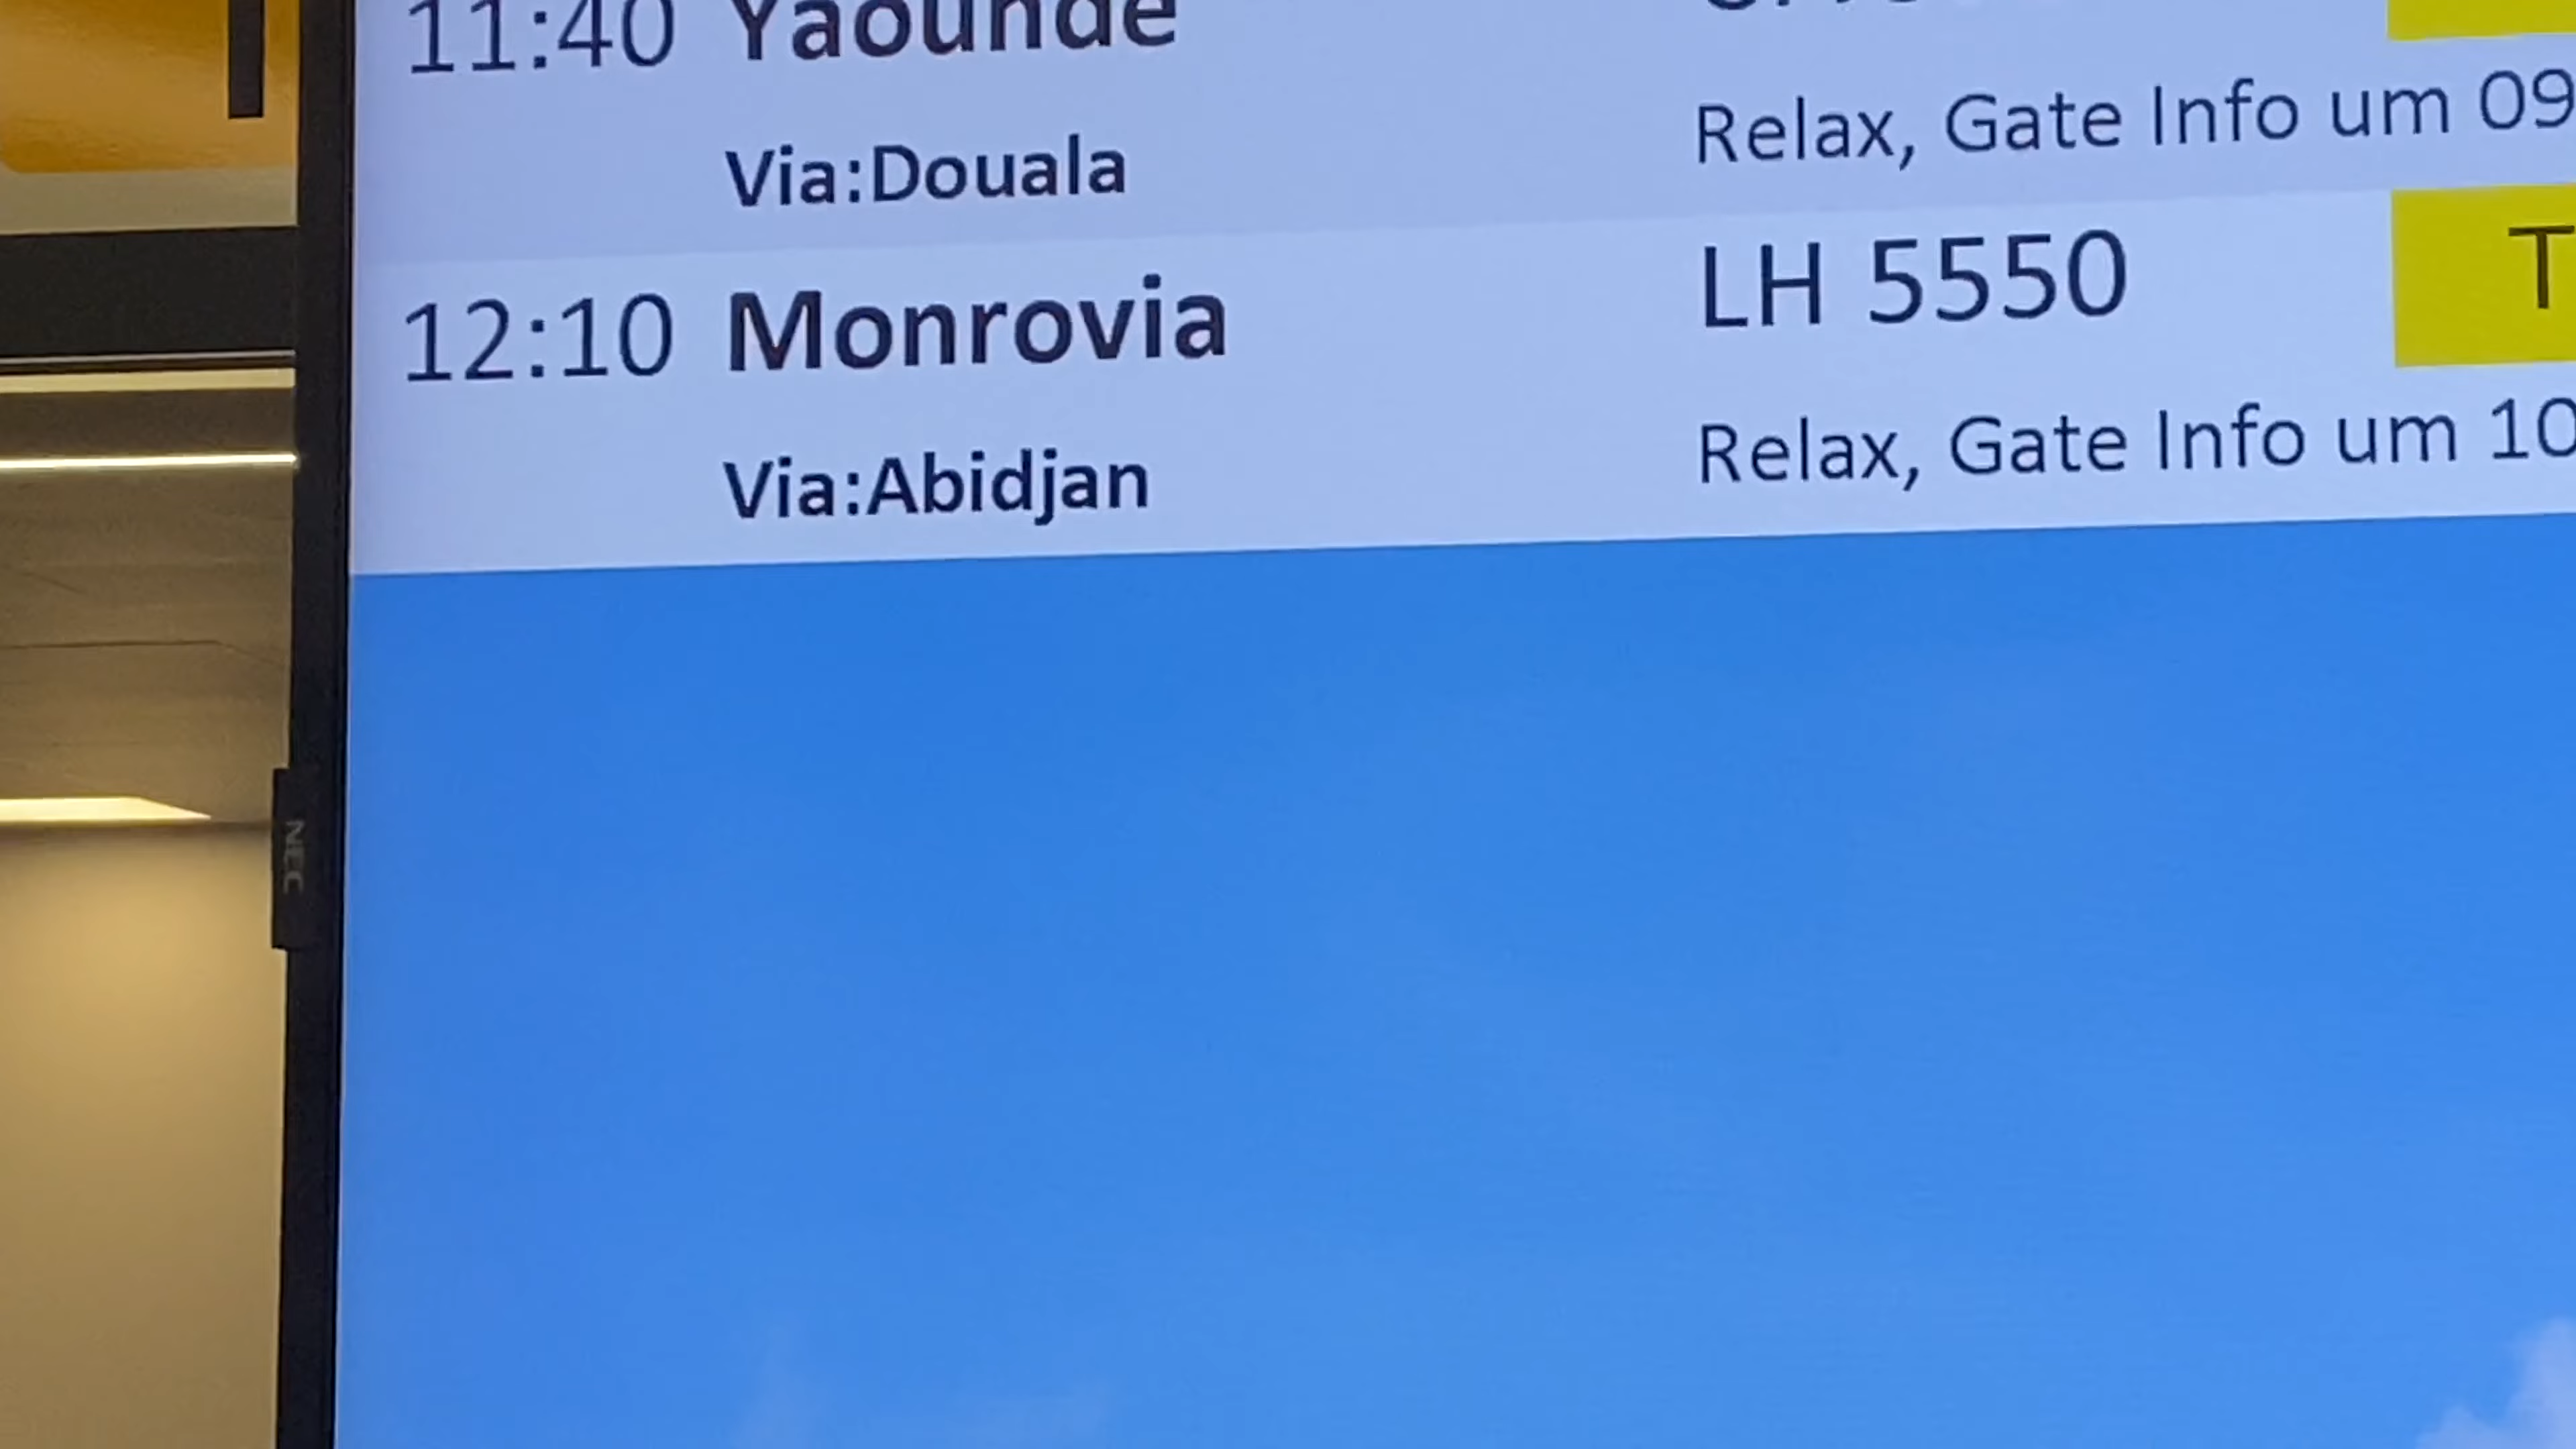 11:40 Yaounde
Via:Douala
Relax, Gate Info um 09
12:10 Monrovia
LH 5550
T
Via:Abidjan
Relax, Gate Info um 10
NEC